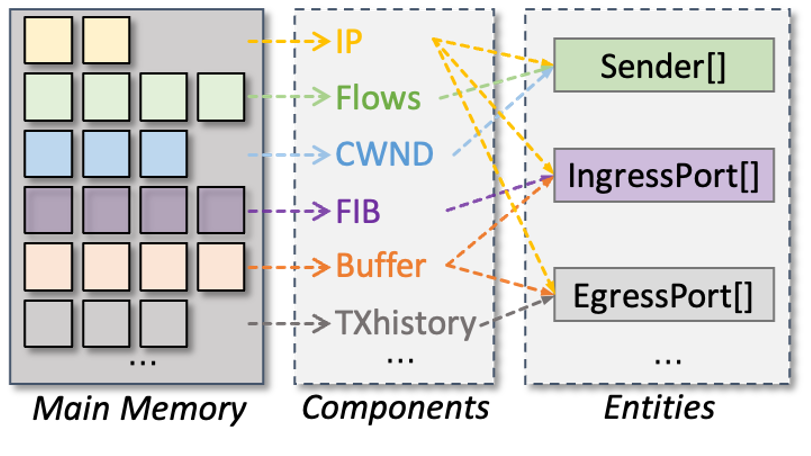 IP
Flows
CWND
FIB
Buffer
TXhistory
...
...
Sender[]
IngressPort[]
EgressPort[]
...
Main Memory
Components
Entities